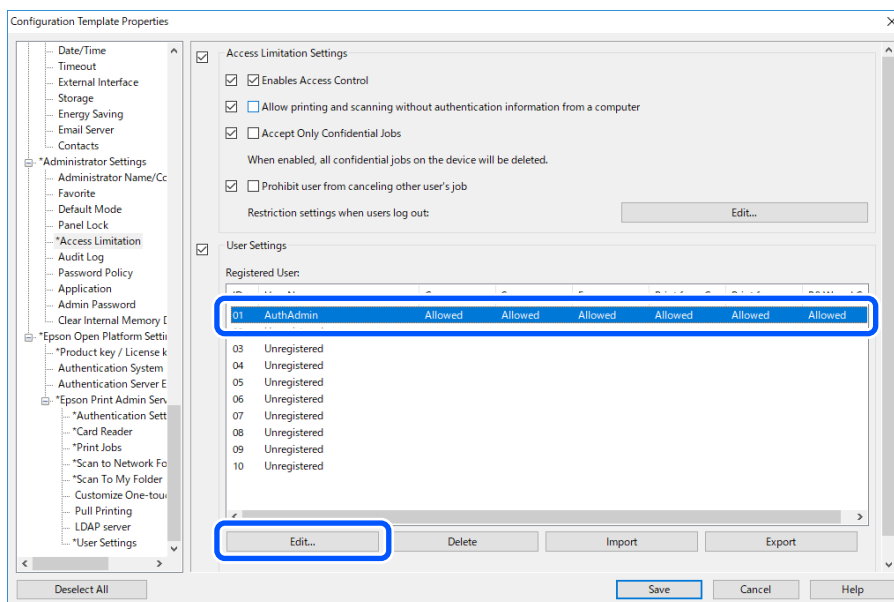 Configuration Template Properties
Date/Time
Timeout
External Interface
Storage
Energy Saving
Email Server
Contacts
*Administrator Settings
Administrator Name/Co
Favorite
Default Mode
Panel Lock
*Access Limitation
Audit Log
Password Policy
Application
Admin Password
Clear Internal Memory D
*Epson Open Platform Settin
*Product key / License k
Authentication System
Authentication Server E
*Epson Print Admin Serv
*Authentication Sett
*Card Reader
*Print Jobs
*Scan to Network Fo
*Scan To My Folder
Customize One-touc
Pull Printing
LDAP server
*User Settings
Access Limitation Settings
Enables Access Control
Allow printing and scanning without authentication information from a computer
Accept Only Confidential Jobs
When enabled, all confidential jobs on the device will be deleted.
Prohibit user from canceling other user's job
Restriction settings when users log out:
Edit...
User Settings
Registered User:
01 AuthAdmin Allowed Allowed Allowed Allowed Allowed Allowed
03 Unregistered
04 Unregistered
05 Unregistered
06 Unregistered
07 Unregistered
08 Unregistered
09 Unregistered
10 Unregistered
Edit... Delete Import Export
Deselect All Save Cancel Help